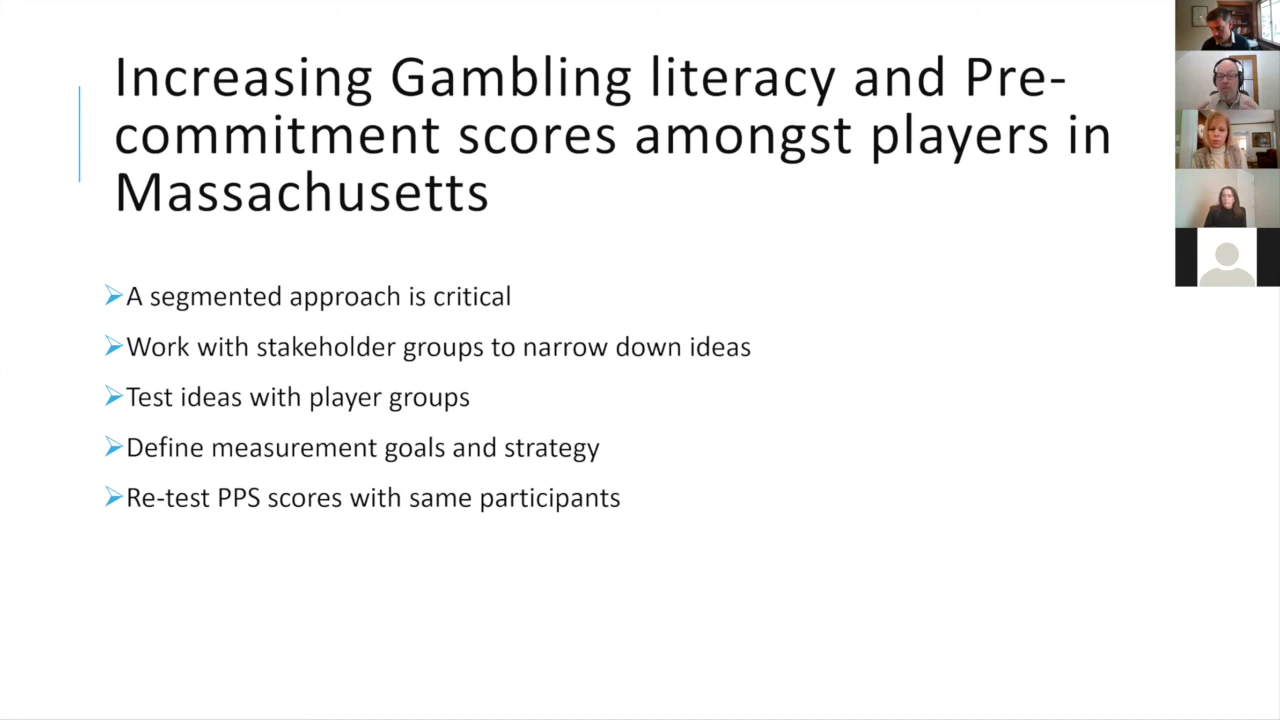 Increasing Gambling literacy and Pre-
commitment scores amongst players in
Massachusetts
A segmented approach is critical
Work with stakeholder groups to narrow down ideas
Test ideas with player groups
Define measurement goals and strategy
Re-test PPS scores with same participants